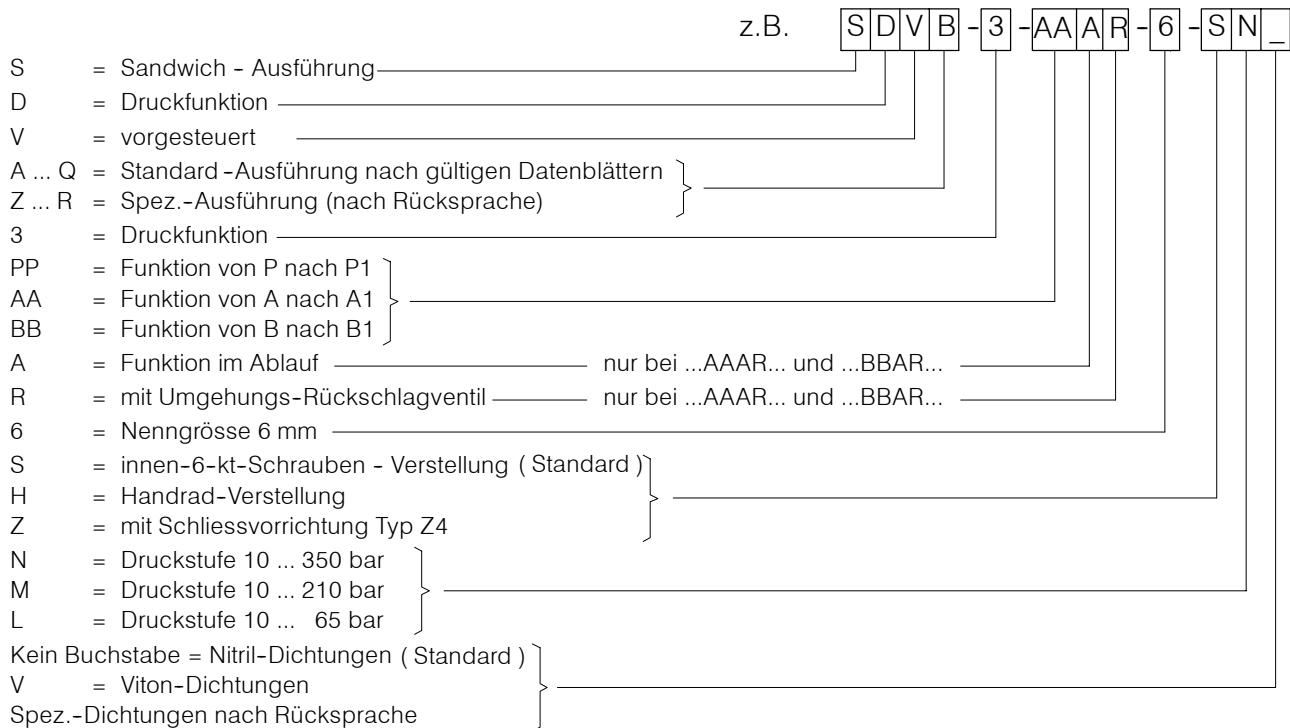 z.B. SDVB-3-AAAR-6-SN_
S = Sandwich - Ausführung
D = Druckfunktion
V = vorgesteuert
A ... Q = Standard-Ausführung nach gültigen Datenblättern
Z ... R = Spez.-Ausführung (nach Rücksprache)
3 = Druckfunktion
PP = Funktion von P nach P1
AA = Funktion von A nach A1
BB = Funktion von B nach B1
A = Funktion im Ablauf nur bei ...AAAR... und ...BBAR...
R = mit Umgehungs-Rückschlagventil nur bei ...AAAR... und ...BBAR...
6 = Nenngrösse 6 mm
S = innen-6-kt-Schrauben - Verstellung ( Standard )
H = Handrad-Verstellung
Z = mit Schliessvorrichtung Typ Z4
N = Druckstufe 10 ... 350 bar
M = Druckstufe 10 ... 210 bar
L = Druckstufe 10 ... 65 bar
Kein Buchstabe = Nitril-Dichtungen ( Standard )
V = Viton-Dichtungen
Spez.-Dichtungen nach Rücksprache